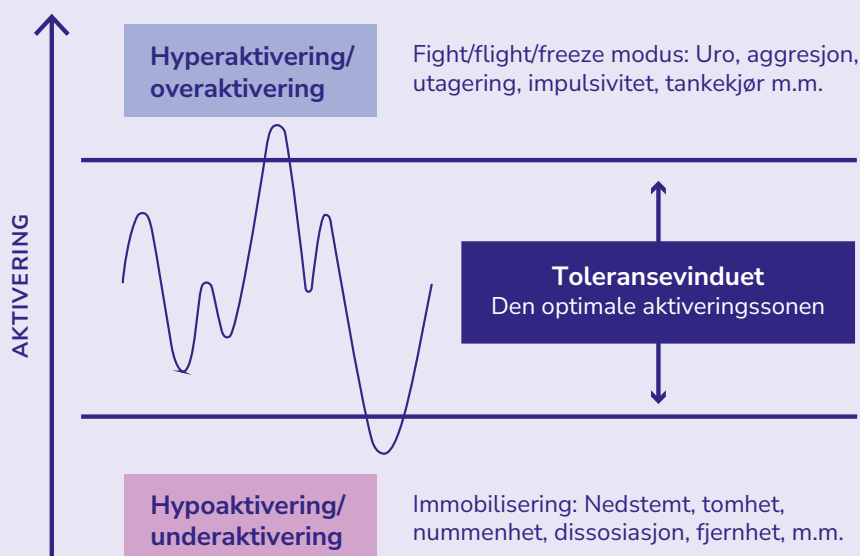 Hyperaktivering/
overaktivering
Fight/flight/freeze modus: Uro, aggresjon,
utagering, impulsivitet, tankekjør m.m.
AKTIVERING
Toleransevinduet
Den optimale aktiveringssonen
Hypoaktivering/
underaktivering
Immobilisering: Nedstemt, tomhet,
nummenhet, dissosiasjon, fjernhet, m.m.